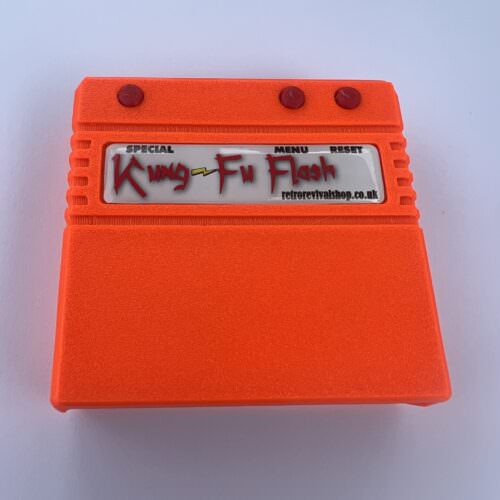 SPECIAL MENU RESET
Kung-Fu Flash
retrorevivalshop.co.uk